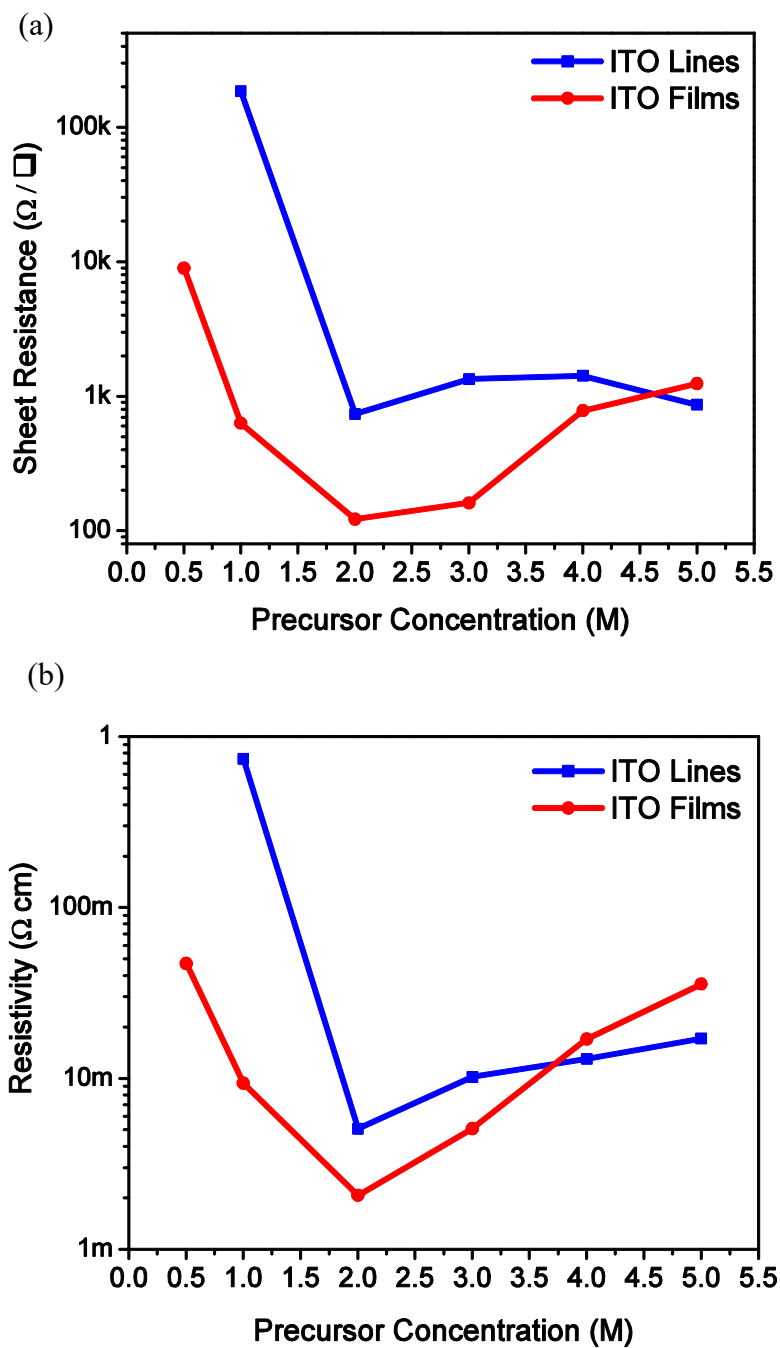 (a)
ITO Lines
ITO Films
100k
10k
1k
100
Sheet Resistance (Ω / ❑)
0.0 0.5 1.0 1.5 2.0 2.5 3.0 3.5 4.0 4.5 5.0 5.5
Precursor Concentration (M)
(b)
ITO Lines
ITO Films
1
100m
10m
1m
Resistivity (Ω cm)
0.0 0.5 1.0 1.5 2.0 2.5 3.0 3.5 4.0 4.5 5.0 5.5
Precursor Concentration (M)